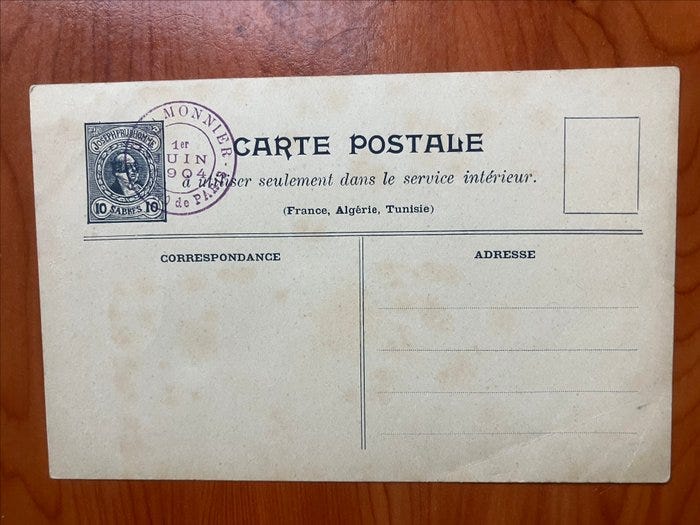 MONNIER
1er
JUIN
1904
de PARIS
JOSEPH PRUDHOMME
10 SABRES 10
CARTE POSTALE
à utiliser seulement dans le service intérieur.
(France, Algérie, Tunisie)
CORRESPONDANCE
ADRESSE